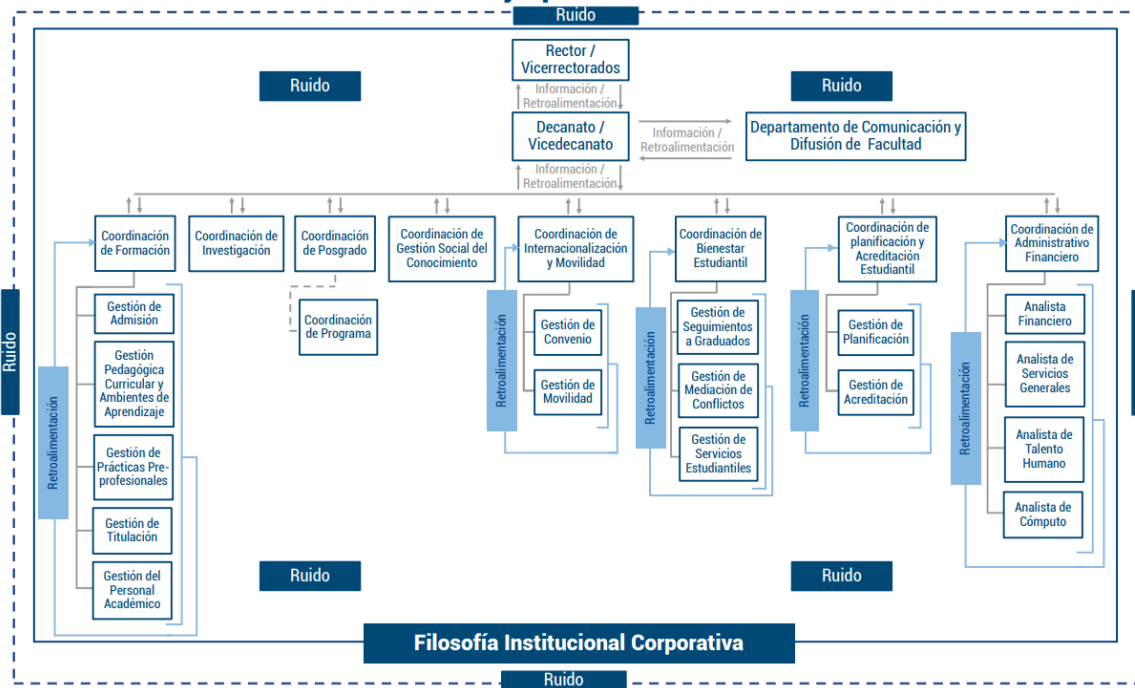 Ruido
Rector /
Vicerrectorados
Ruido
Ruido
Información /
Retroalimentación
Decanato /
Vicedecanato
Información /
Retroalimentación
Departamento de Comunicación y
Difusión de Facultad
Información /
Retroalimentación
Coordinación
de Formación
Coordinación de
Investigación
Coordinación
de Posgrado
Coordinación de
Gestión Social del
Conocimiento
Coordinación de
Internacionalización
y Movilidad
Coordinación de
Bienestar
Estudiantil
Coordinación de
planificación y
Acreditación
Estudiantil
Coordinación de
Administrativo
Financiero
Ruido
Retroalimentación
Gestión de
Admisión
Gestión
Pedagógica
Curricular y
Ambientes de
Aprendizaje
Gestión de
Prácticas Pre-
profesionales
Gestión de
Titulación
Gestión del
Personal
Académico
Coordinación
de Programa
Retroalimentación
Gestión de
Convenio
Gestión de
Movilidad
Retroalimentación
Gestión de
Seguimientos
a Graduados
Gestión de
Mediación de
Conflictos
Gestión de
Servicios
Estudiantiles
Retroalimentación
Gestión de
Planificación
Gestión de
Acreditación
Retroalimentación
Analista
Financiero
Analista de
Servicios
Generales
Analista de
Talento
Humano
Analista de
Cómputo
Ruido
Ruido
Filosofía Institucional Corporativa
Ruido